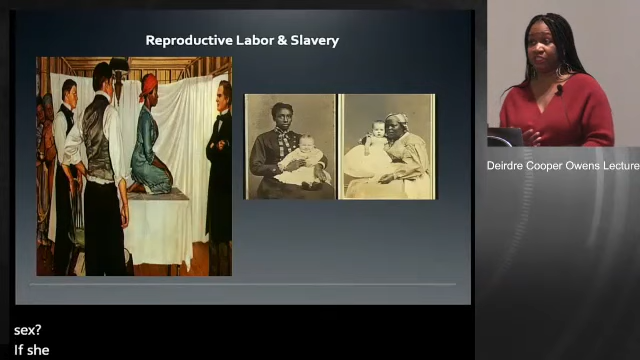 Reproductive Labor & Slavery
Deirdre Cooper Owens Lecture
sex?
If she